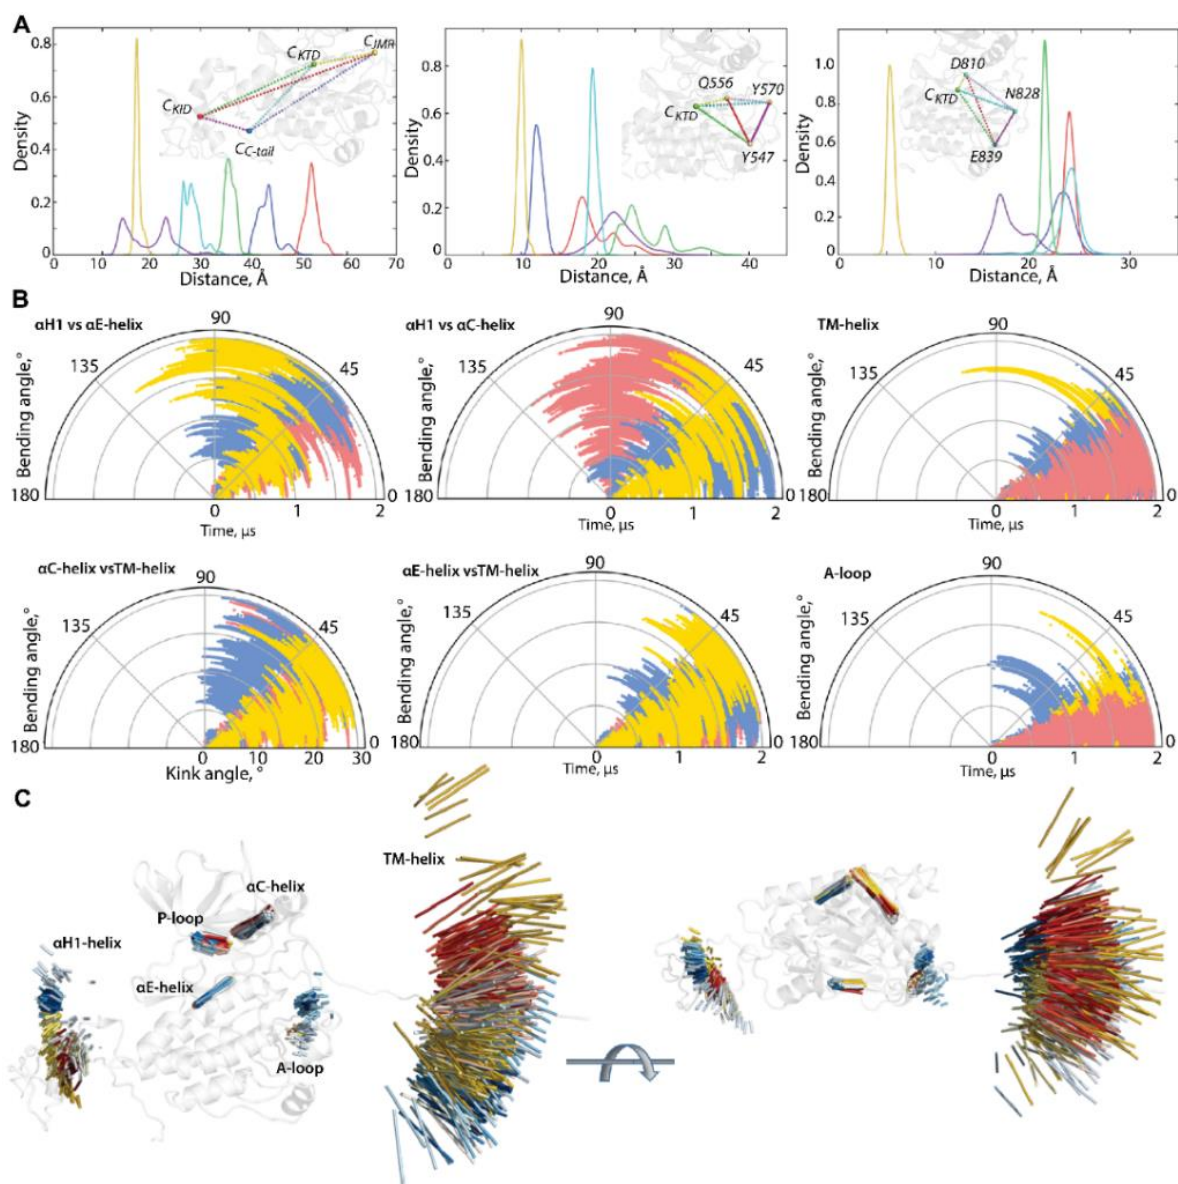 A
0.8
0.6
0.4
0.2
0
Density
C_KTD
C_JMR
C_KID
C_C-tail
0 10 20 30 40 50 60 70
Distance, Å
0.8
0.6
0.4
0.2
0
Density
Q556
Y570
C_KTD
Y547
0 10 20 30 40
Distance, Å
1.0
0.8
0.6
0.4
0.2
0
Density
D810
C_KTD
N828
E839
0 10 20 30
Distance, Å
B
αH1 vs αE-helix
90
135
45
Bending angle,°
180
0
0 1 2
Time, μs
αH1 vs αC-helix
90
135
45
Bending angle,°
180
0
0 1 2
Time, μs
TM-helix
90
135
45
Bending angle,°
180
0
0 1 2
Time, μs
αC-helix vsTM-helix
90
135
45
Bending angle,°
180
0
0 10 20 30
Kink angle, °
αE-helix vsTM-helix
90
135
45
Bending angle,°
180
0
0 1 2
Time, μs
A-loop
90
135
45
Bending angle,°
180
0
0 1 2
Time, μs
C
TM-helix
αC-helix
P-loop
αH1-helix
αE-helix
A-loop